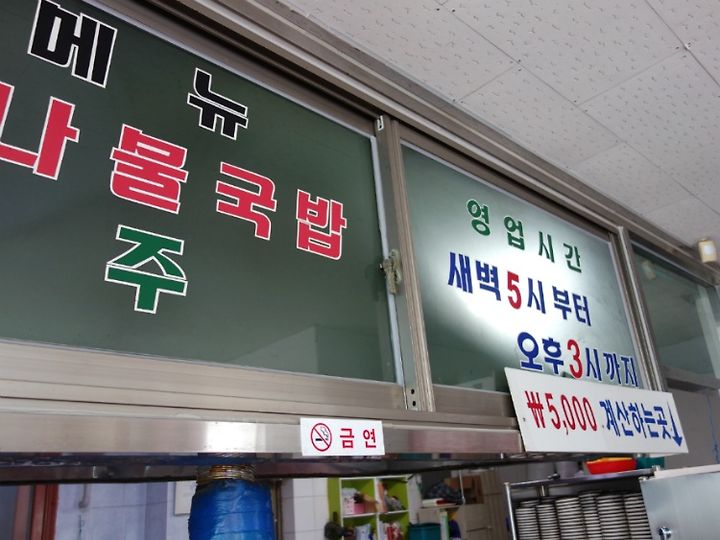 메뉴
나물국밥
주
영업시간
새벽5시부터
오후3시까지
₩5,000 계산하는곳↓
금연